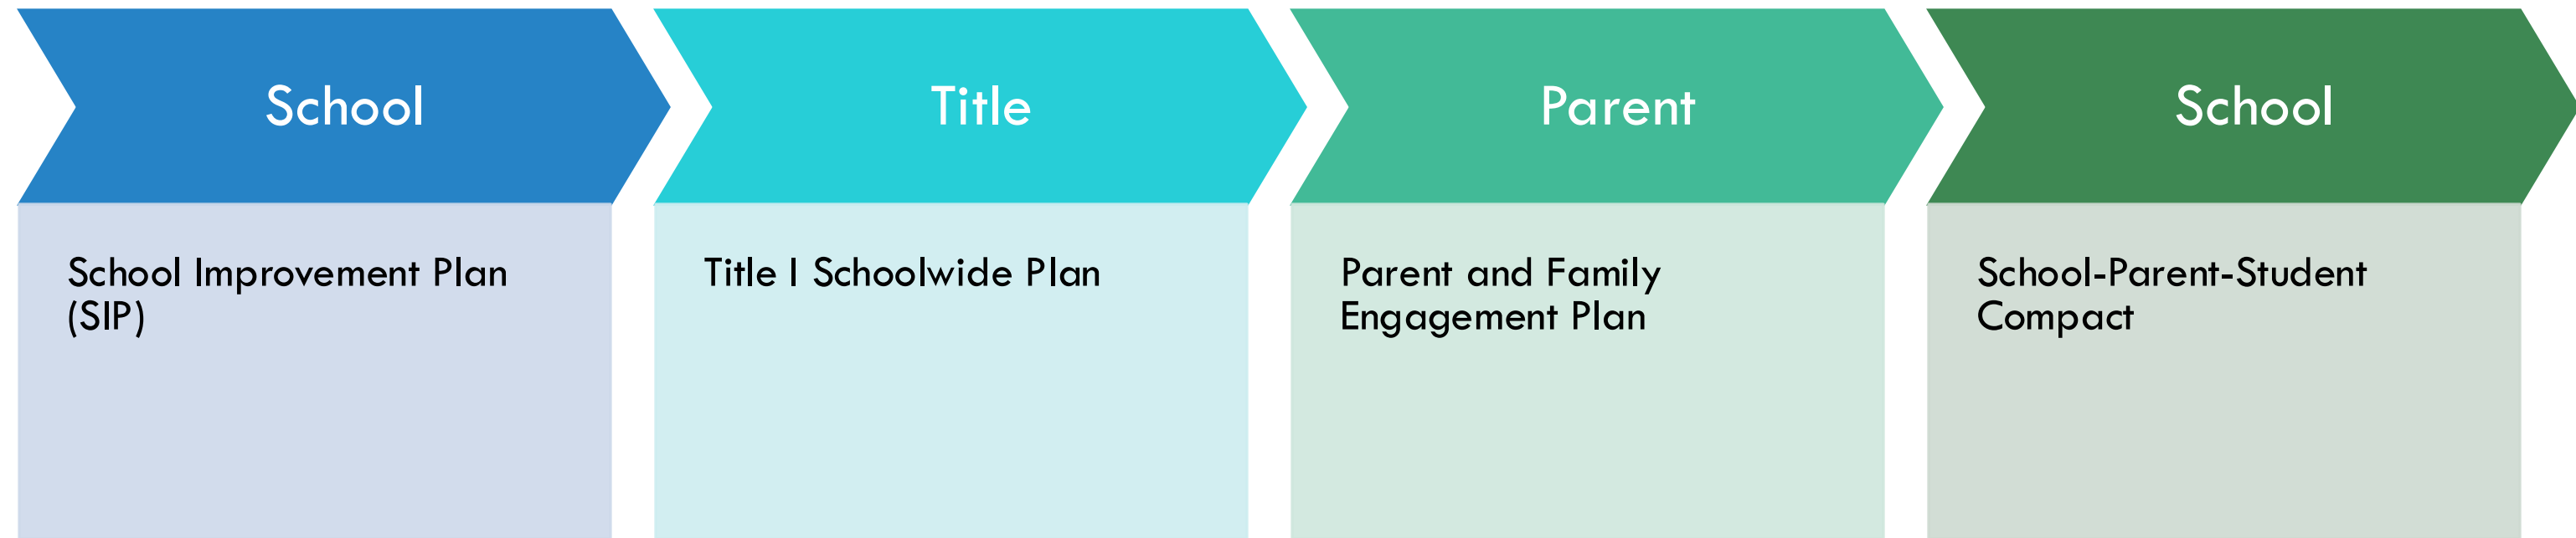 School
Title
Parent
School
School Improvement Plan
(SIP)
Title I Schoolwide Plan
Parent and Family
Engagement Plan
School-Parent-Student
Compact